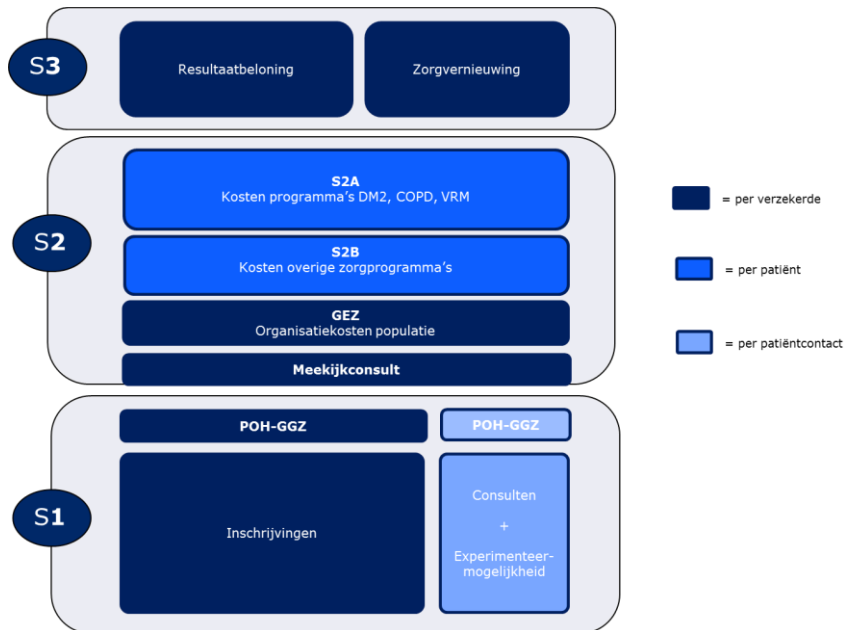 S3
Resultaatbeloning
Zorgvernieuwing
S2
S2A
Kosten programma's DM2, COPD, VRM
S2B
Kosten overige zorgprogramma's
GEZ
Organisatiekosten populatie
Meekijkconsult
= per verzekerde
= per patiënt
= per patiëntcontact
S1
POH-GGZ
POH-GGZ
Inschrijvingen
Consulten
+
Experimenteer-
mogelijkheid